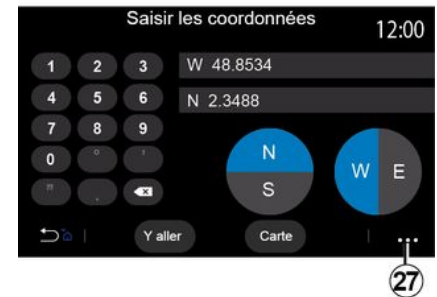 Saisir les coordonnées
12:00
1 2 3
W 48.8534
4 5 6
N 2.3488
7 8 9
0 ° '
" .
N
S
W E
Y aller
Carte
...
27